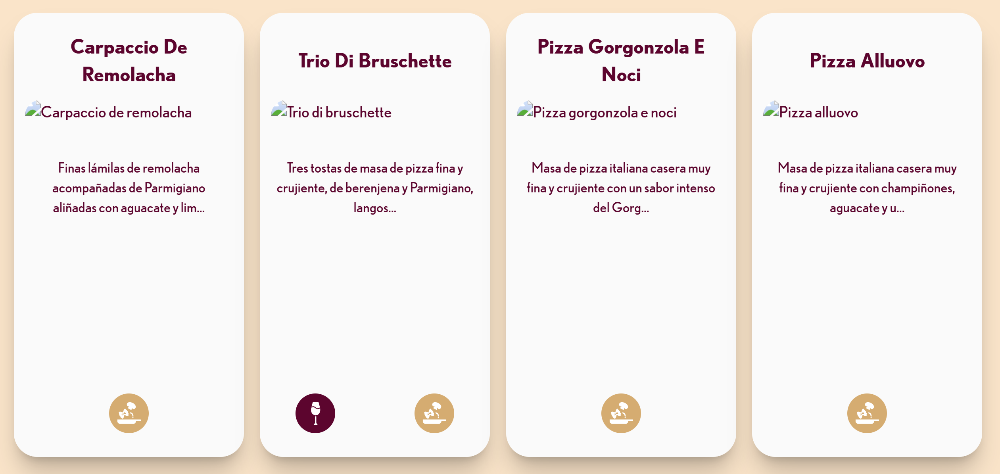 Carpaccio De
Remolacha
Carpaccio de remolacha
Finas lámilas de remolacha
acompañadas de Parmigiano
aliñadas con aguacate y lim...
Trio Di Bruschette
Trio di bruschette
Tres tostas de masa de pizza fina y
crujiente, de berenjena y Parmigiano,
langos...
Pizza Gorgonzola E
Noci
Pizza gorgonzola e noci
Masa de pizza italiana casera muy
fina y crujiente con un sabor intenso
del Gorg...
Pizza Alluovo
Pizza alluovo
Masa de pizza italiana casera muy
fina y crujiente con champiñones,
aguacate y u...